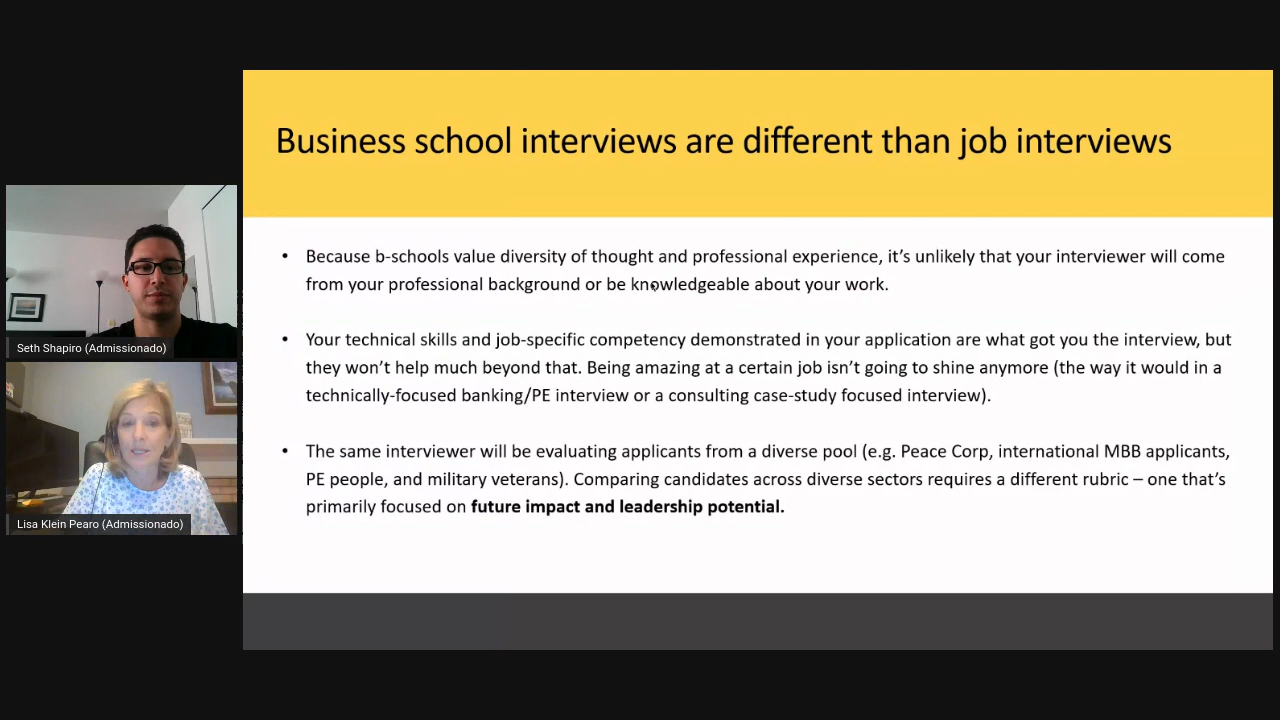 Business school interviews are different than job interviews
• Because b-schools value diversity of thought and professional experience, it’s unlikely that your interviewer will come
from your professional background or be knowledgeable about your work.
• Your technical skills and job-specific competency demonstrated in your application are what got you the interview, but
they won’t help much beyond that. Being amazing at a certain job isn’t going to shine anymore (the way it would in a
technically-focused banking/PE interview or a consulting case-study focused interview).
• The same interviewer will be evaluating applicants from a diverse pool (e.g. Peace Corp, international MBB applicants,
PE people, and military veterans). Comparing candidates across diverse sectors requires a different rubric – one that’s
primarily focused on future impact and leadership potential.
Seth Shapiro (Admissionado)
Lisa Klein Pearo (Admissionado)